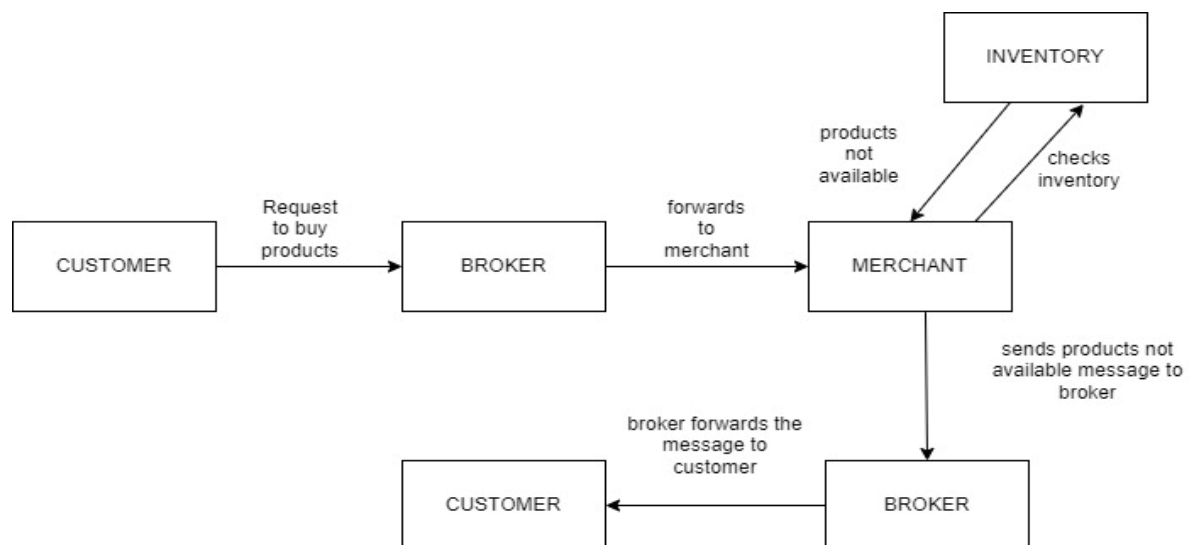 INVENTORY
products
not
available
checks
inventory
Request
to buy
products
forwards
to
merchant
CUSTOMER
BROKER
MERCHANT
sends products not
available message to
broker
broker forwards the
message to
customer
CUSTOMER
BROKER